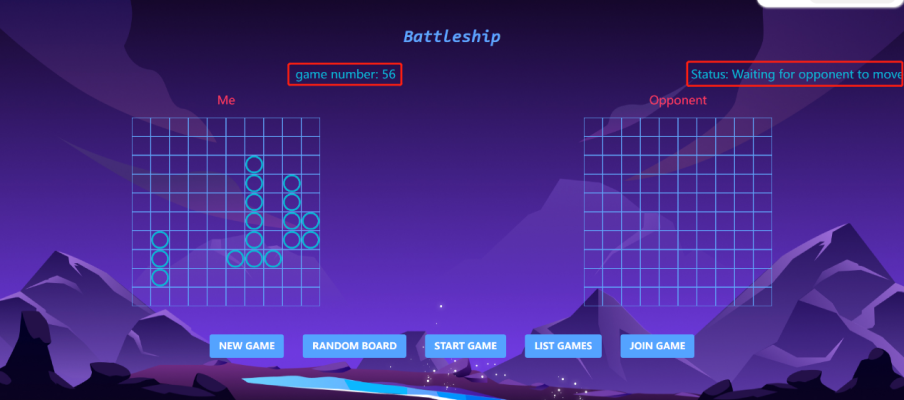 Battleship
game number: 56
Status: Waiting for opponent to move
Me
Opponent
NEW GAME
RANDOM BOARD
START GAME
LIST GAMES
JOIN GAME